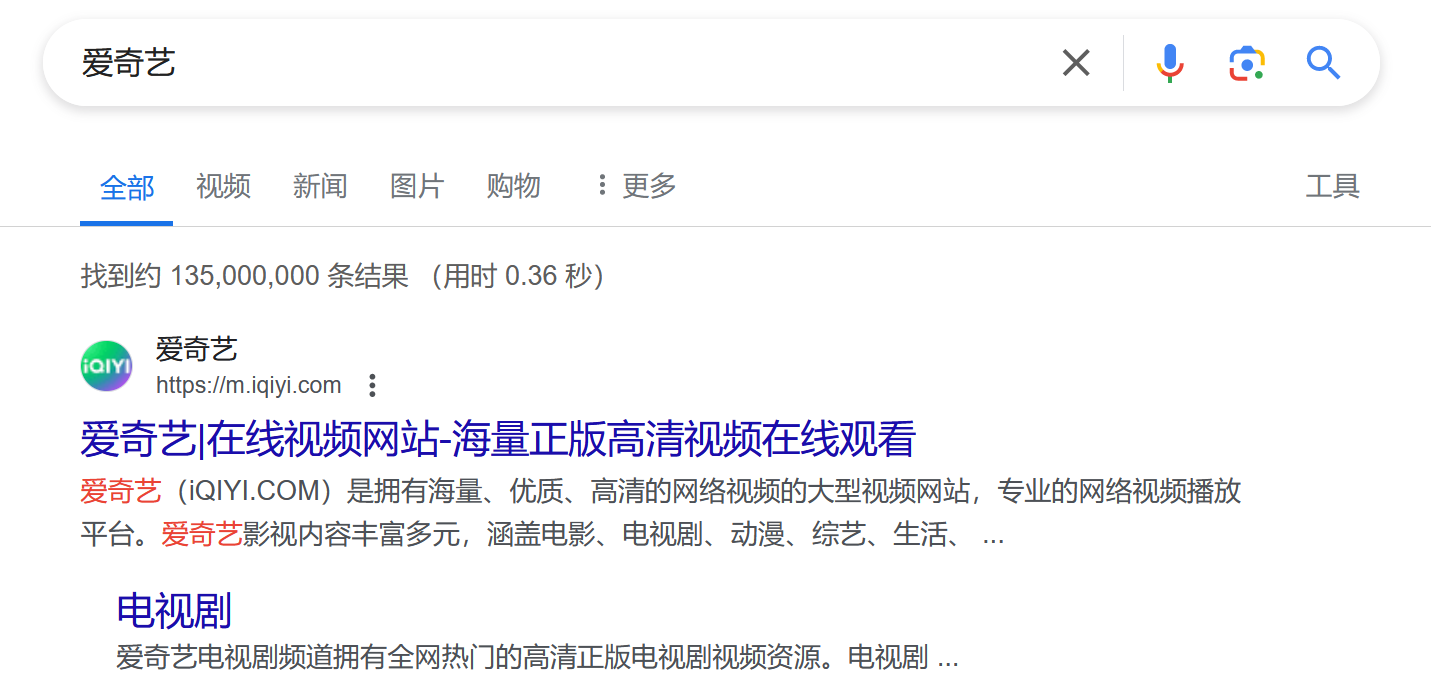 爱奇艺
全部 视频 新闻 图片 购物 更多 工具
找到约 135,000,000 条结果 （用时 0.36 秒）
iQIYI
爱奇艺
https://m.iqiyi.com
爱奇艺|在线视频网站-海量正版高清视频在线观看
爱奇艺（iQIYI.COM）是拥有海量、优质、高清的网络视频的大型视频网站，专业的网络视频播放
平台。爱奇艺影视内容丰富多元，涵盖电影、电视剧、动漫、综艺、生活、 ...
电视剧
爱奇艺电视剧频道拥有全网热门的高清正版电视剧视频资源。电视剧 ...